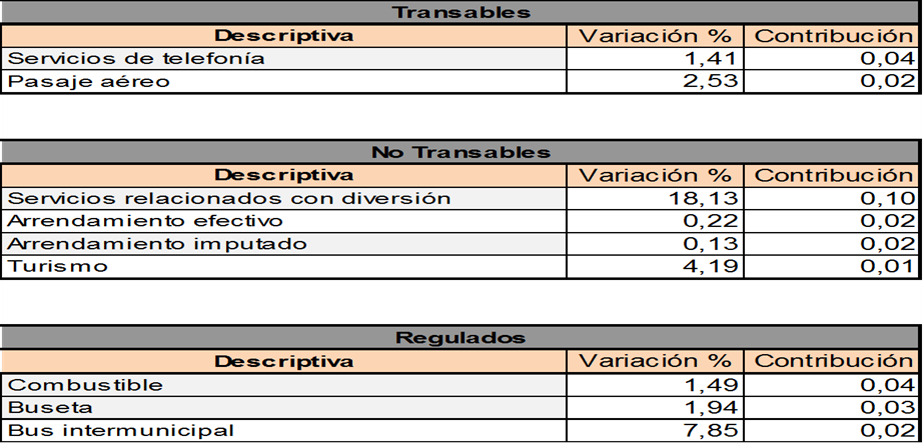 Transables
Descriptiva Variación % Contribución
Servicios de telefonía 1,41 0,04
Pasaje aéreo 2,53 0,02
No Transables
Descriptiva Variación % Contribución
Servicios relacionados con diversión 18,13 0,10
Arrendamiento efectivo 0,22 0,02
Arrendamiento imputado 0,13 0,02
Turismo 4,19 0,01
Regulados
Descriptiva Variación % Contribución
Combustible 1,49 0,04
Buseta 1,94 0,03
Bus intermunicipal 7,85 0,02